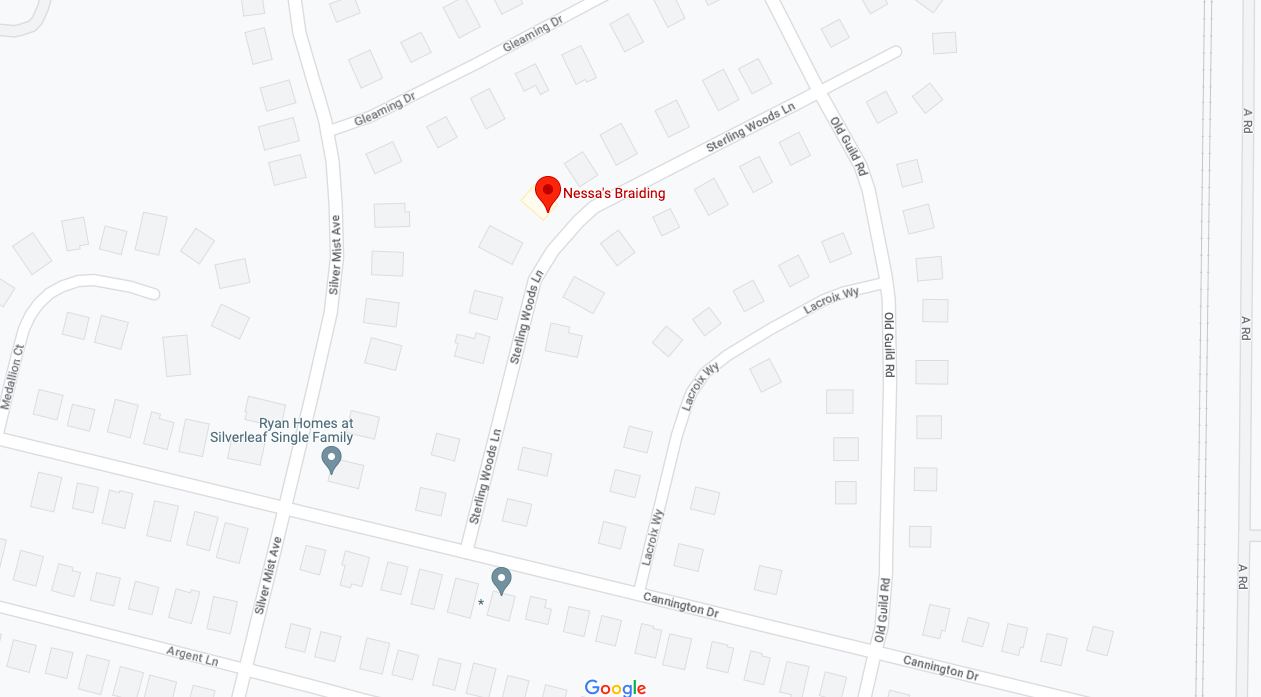 Gleaming Dr
Gleaming Dr
Sterling Woods Ln
A Rd
Old Guild Rd
Nessa's Braiding
Silver Mist Ave
Sterling Woods Ln
Lacroix Wy
A Rd
Old Guild Rd
Medallion Ct
Lacroix Wy
Ryan Homes at
Silverleaf Single Family
Sterling Woods Ln
Lacroix Wy
Silver Mist Ave
A Rd
*
Cannington Dr
Old Guild Rd
Argent Ln
Cannington Dr
Google